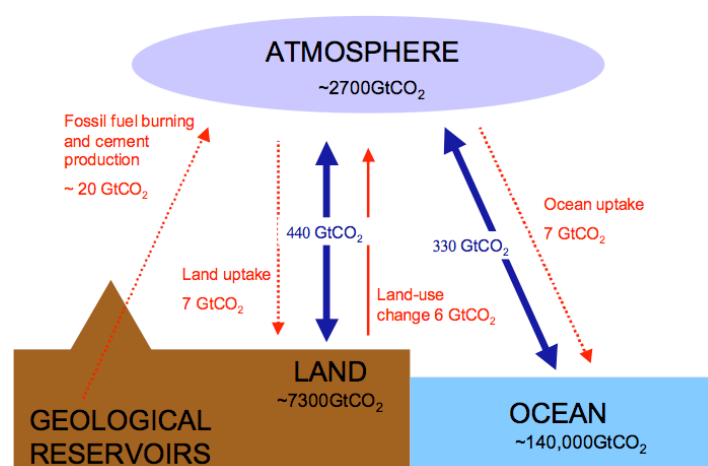 ATMOSPHERE
~2700GtCO₂
Fossil fuel burning
and cement
production
~ 20 GtCO₂
440 GtCO₂
330 GtCO₂
Ocean uptake
7 GtCO₂
Land uptake
7 GtCO₂
Land-use
change 6 GtCO₂
LAND
~7300GtCO₂
GEOLOGICAL
RESERVOIRS
OCEAN
~140,000GtCO₂